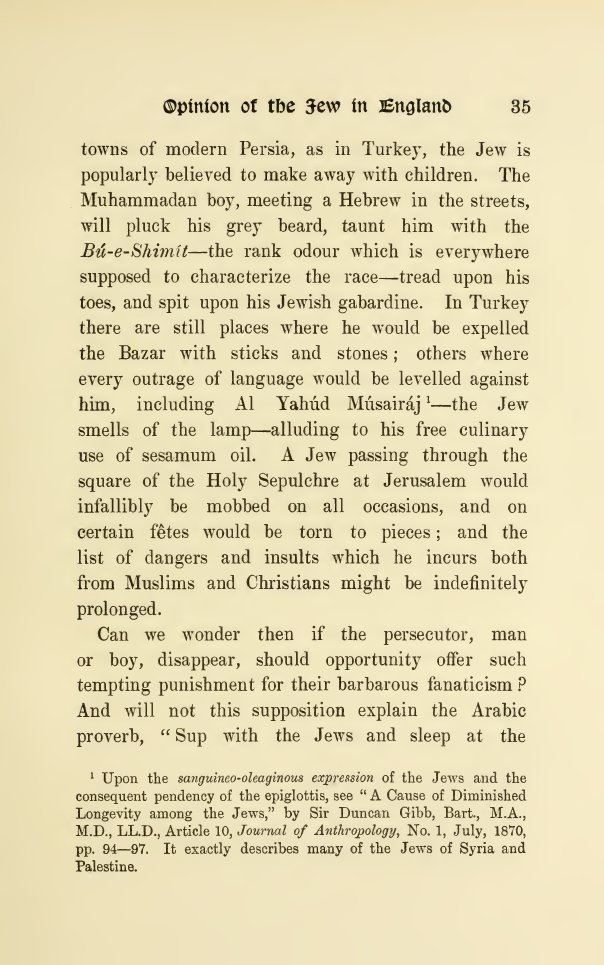 Opinion of the Jew in England 35
towns of modern Persia, as in Turkey, the Jew is
popularly believed to make away with children. The
Muhammadan boy, meeting a Hebrew in the streets,
will pluck his grey beard, taunt him with the
Bú-e-Shimít—the rank odour which is everywhere
supposed to characterize the race—tread upon his
toes, and spit upon his Jewish gabardine. In Turkey
there are still places where he would be expelled
the Bazar with sticks and stones ; others where
every outrage of language would be levelled against
him, including Al Yahúd Músairáj ¹—the Jew
smells of the lamp—alluding to his free culinary
use of sesamum oil. A Jew passing through the
square of the Holy Sepulchre at Jerusalem would
infallibly be mobbed on all occasions, and on
certain fêtes would be torn to pieces ; and the
list of dangers and insults which he incurs both
from Muslims and Christians might be indefinitely
prolonged.
Can we wonder then if the persecutor, man
or boy, disappear, should opportunity offer such
tempting punishment for their barbarous fanaticism ?
And will not this supposition explain the Arabic
proverb, “ Sup with the Jews and sleep at the
¹ Upon the sanguineo-oleaginous expression of the Jews and the
consequent pendency of the epiglottis, see “ A Cause of Diminished
Longevity among the Jews,” by Sir Duncan Gibb, Bart., M.A.,
M.D., LL.D., Article 10, Journal of Anthropology, No. 1, July, 1870,
pp. 94—97. It exactly describes many of the Jews of Syria and
Palestine.